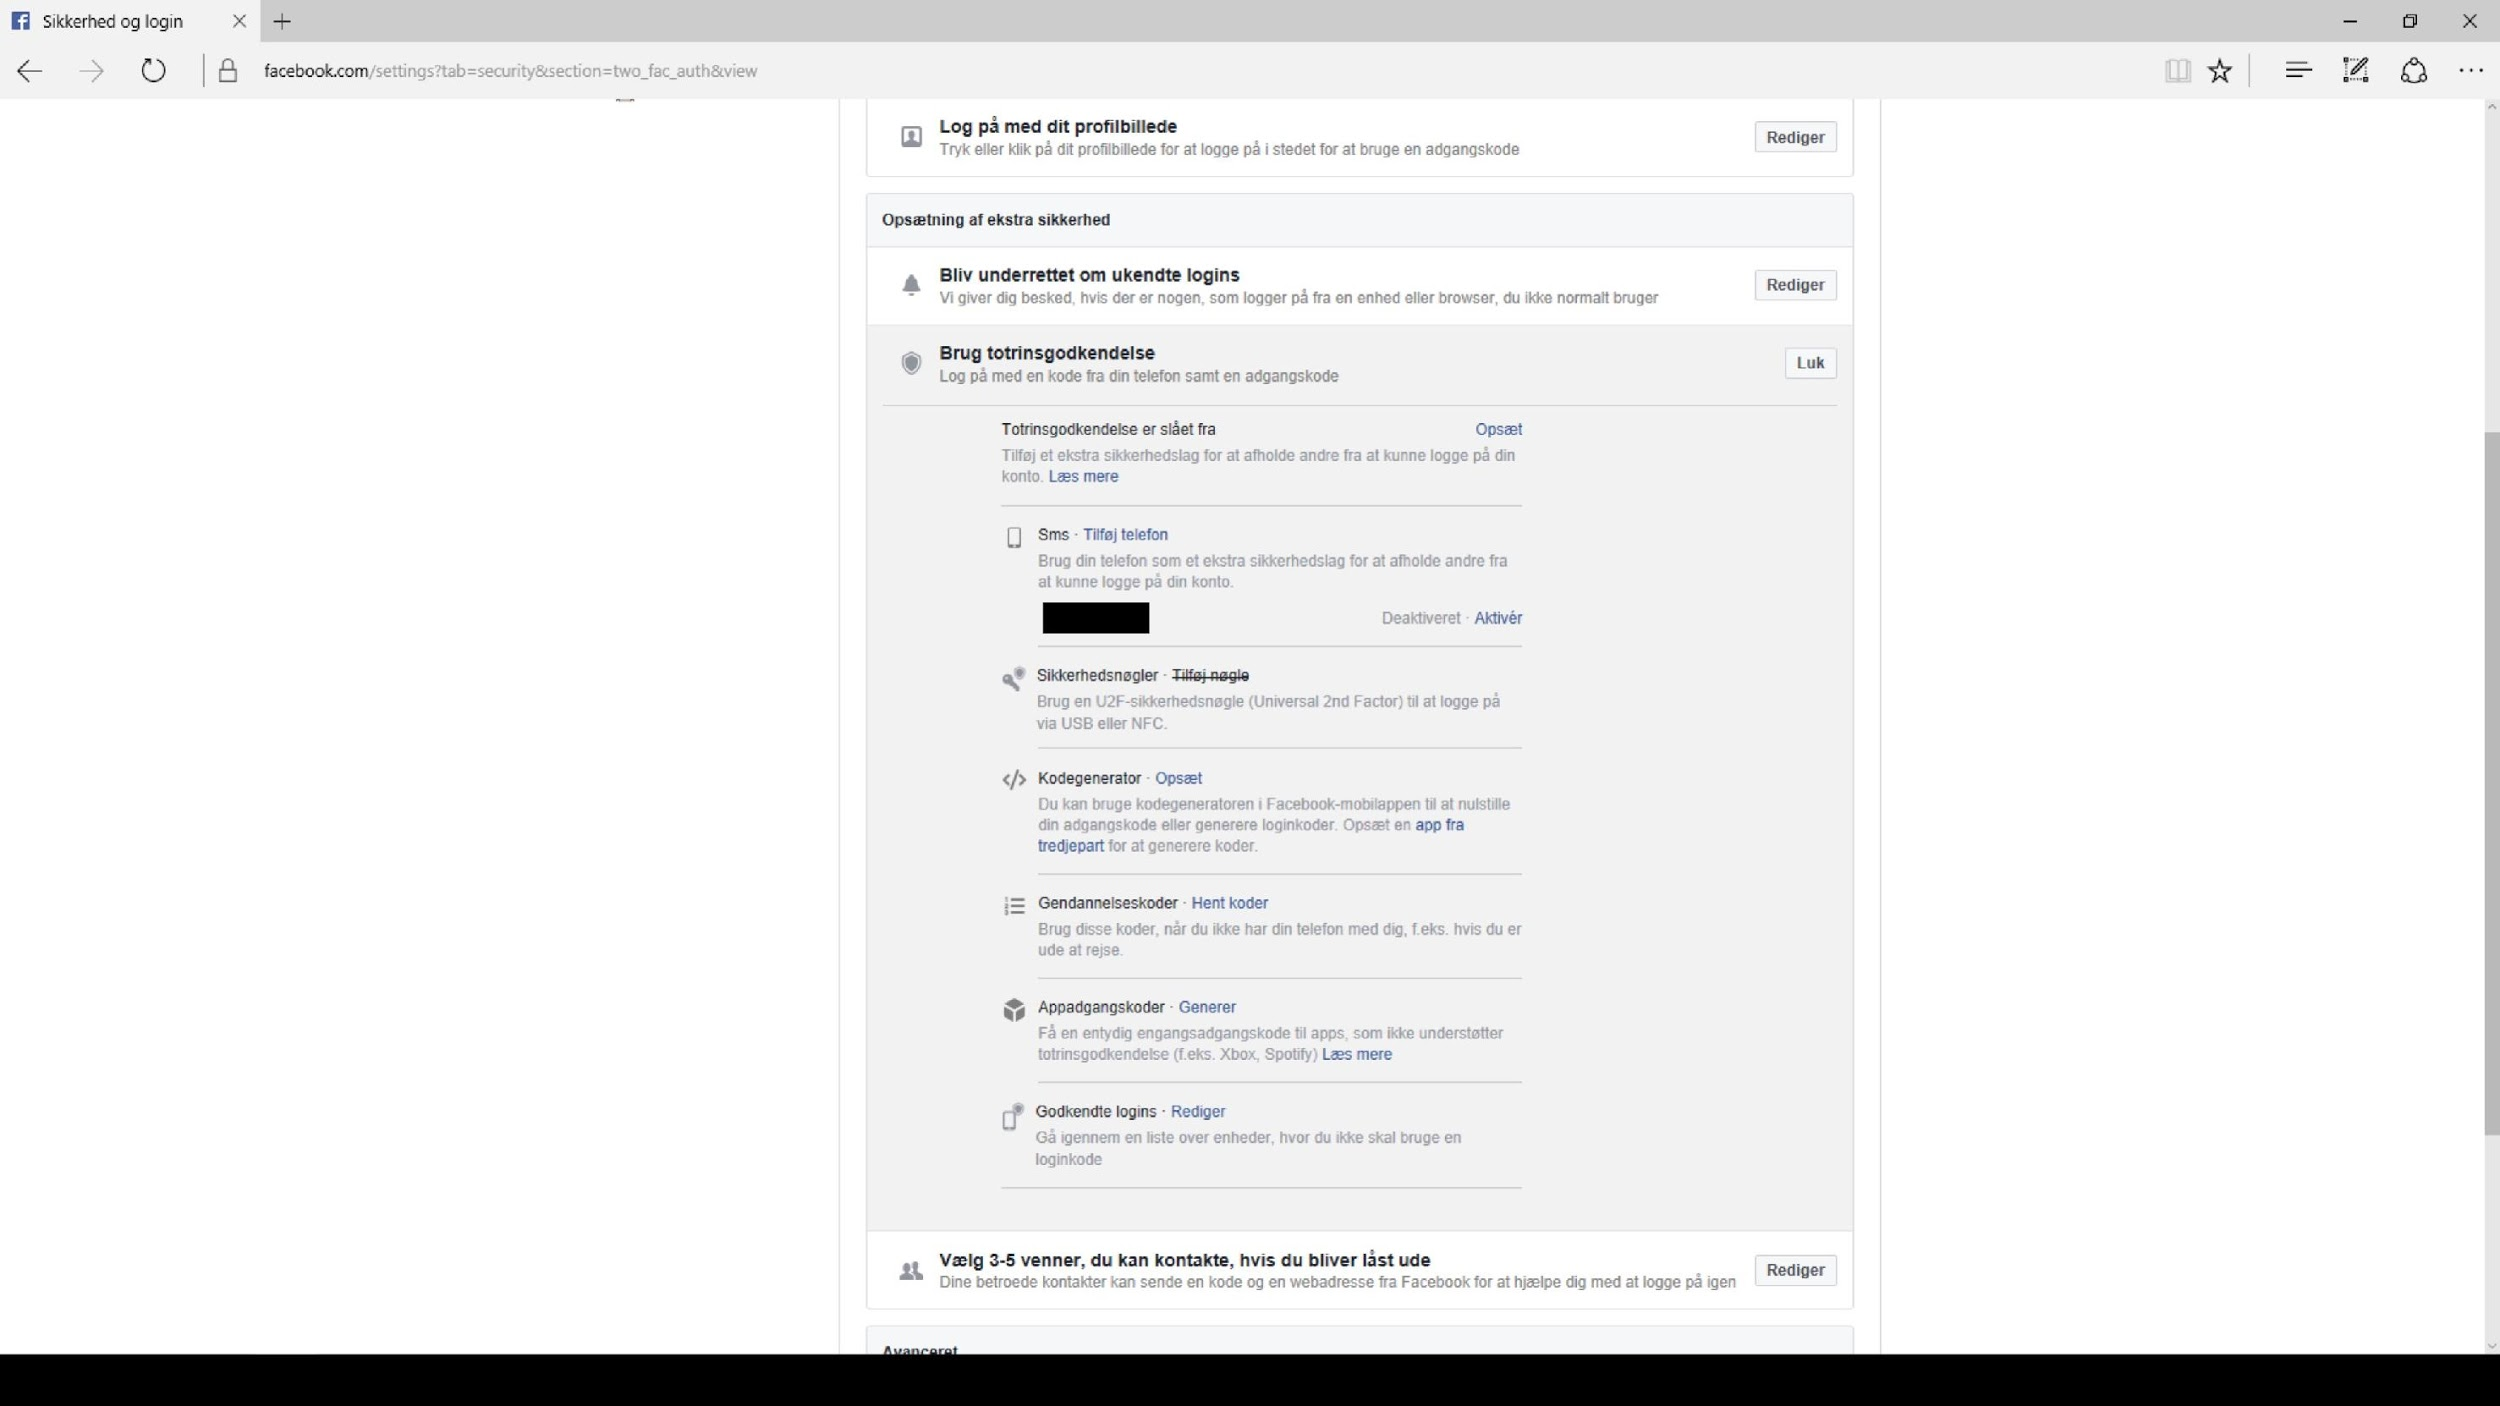 Sikkerhed og login
facebook.com/settings?tab=security&section=two_fac_auth&view
Log på med dit profilbillede
Tryk eller klik på dit profilbillede for at logge på i stedet for at bruge en adgangskode
Rediger
Opsætning af ekstra sikkerhed
Bliv underrettet om ukendte logins
Vi giver dig besked, hvis der er nogen, som logger på fra en enhed eller browser, du ikke normalt bruger
Rediger
Brug totrinsgodkendelse
Log på med en kode fra din telefon samt en adgangskode
Luk
Totrinsgodkendelse er slået fra Opsæt
Tilføj et ekstra sikkerhedslag for at afholde andre fra at kunne logge på din
konto. Læs mere
Sms · Tilføj telefon
Brug din telefon som et ekstra sikkerhedslag for at afholde andre fra
at kunne logge på din konto.
Deaktiveret · Aktivér
Sikkerhedsnøgler · Tilføj nøgle
Brug en U2F-sikkerhedsnøgle (Universal 2nd Factor) til at logge på
via USB eller NFC.
Kodegenerator · Opsæt
Du kan bruge kodegeneratoren i Facebook-mobilappen til at nulstille
din adgangskode eller generere loginkoder. Opsæt en app fra
tredjepart for at generere koder.
Gendannelseskoder · Hent koder
Brug disse koder, når du ikke har din telefon med dig, f.eks. hvis du er
ude at rejse.
Appadgangskoder · Generer
Få en entydig engangsadgangskode til apps, som ikke understøtter
totrinsgodkendelse (f.eks. Xbox, Spotify) Læs mere
Godkendte logins · Rediger
Gå igennem en liste over enheder, hvor du ikke skal bruge en
loginkode
Vælg 3-5 venner, du kan kontakte, hvis du bliver låst ude
Dine betroede kontakter kan sende en kode og en webadresse fra Facebook for at hjælpe dig med at logge på igen
Rediger
Avanceret